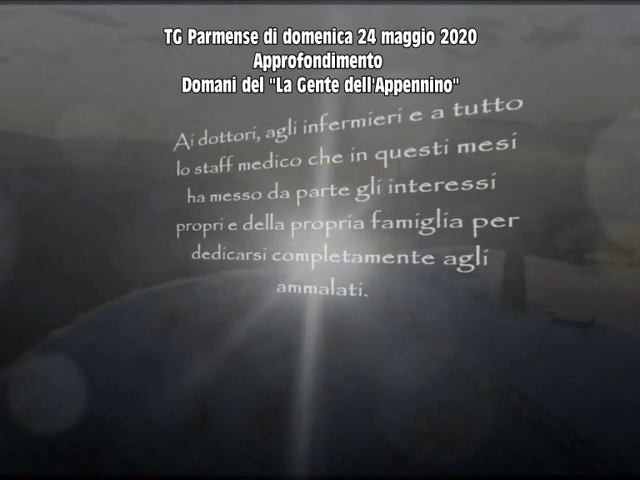 TG Parmense di domenica 24 maggio 2020
Approfondimento
Domani del "La Gente dell'Appennino"
Ai dottori, agli infermieri e a tutto
lo staff medico che in questi mesi
ha messo da parte gli interessi
propri e della propria famiglia per
dedicarsi completamente agli
ammalati.